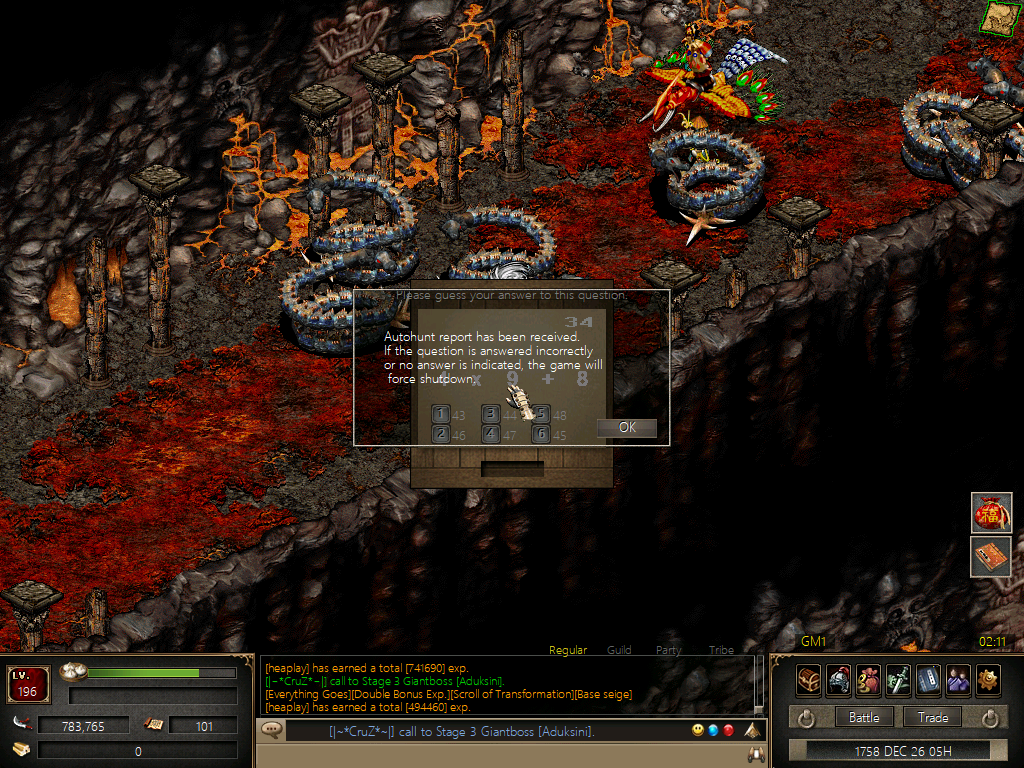 Please guess your answer to this question.
34
Autohunt report has been received.
If the question is answered incorrectly
or no answer is indicated, the game will
force shutdown.
x 9 + 8
1 43 3 44 5 48
2 46 4 47 6 45
OK
福
GM1
02:11
Regular Guild Party Tribe
[heaplay] has earned a total [741690] exp.
[|~*CruZ*~|] call to Stage 3 Giantboss [Aduksini].
[Everything Goes][Double Bonus Exp.][Scroll of Transformation][Base seige]
[heaplay] has earned a total [494460] exp.
[|~*CruZ*~|] call to Stage 3 Giantboss [Aduksini].
LV.
196
783,765
101
0
Battle
Trade
1758 DEC 26 05H